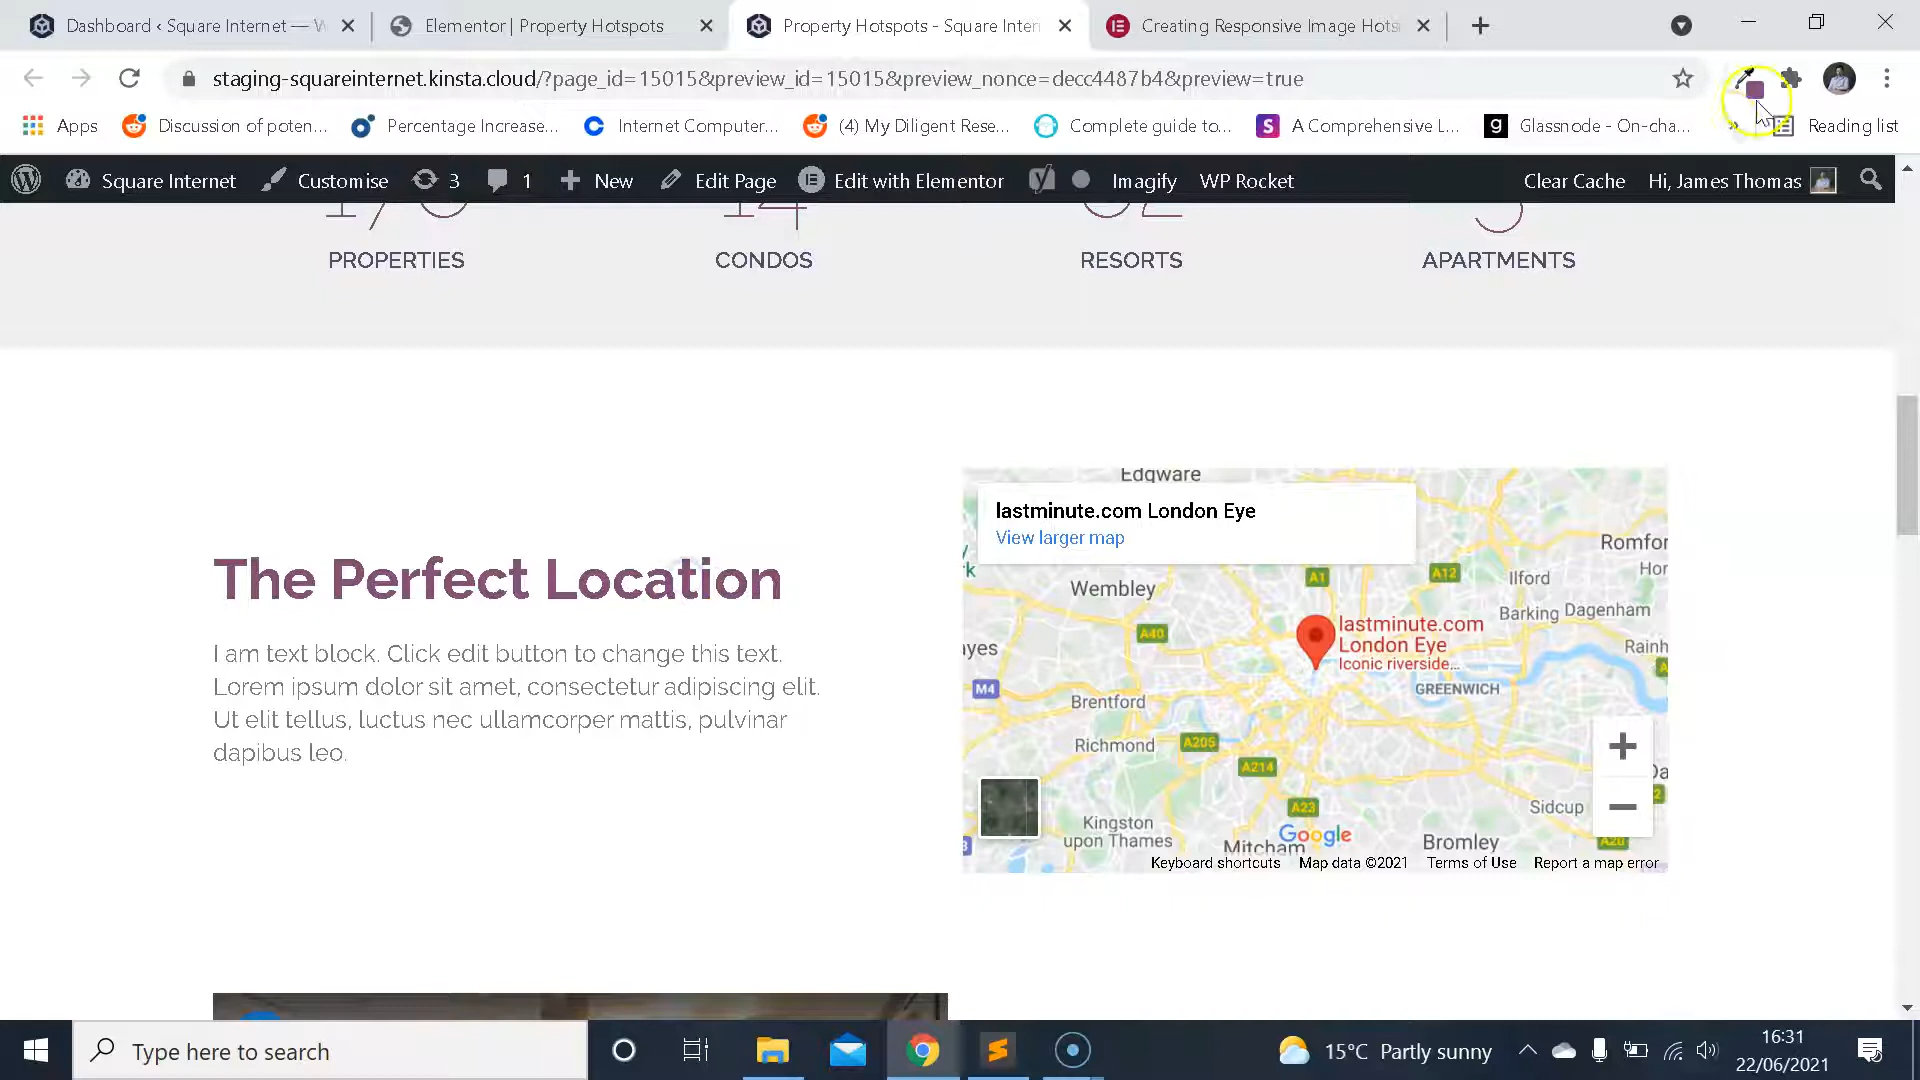 Dashboard ‹ Square Internet — W
Elementor | Property Hotspots
Property Hotspots - Square Inter
Creating Responsive Image Hots
staging-squareinternet.kinsta.cloud/?page_id=15015&preview_id=15015&preview_nonce=decc4487b4&preview=true
Apps
Discussion of poten...
Percentage Increase...
Internet Computer...
(4) My Diligent Rese...
Complete guide to...
A Comprehensive L...
Glassnode - On-cha...
»
Reading list
Square Internet
Customise
3
1
New
Edit Page
Edit with Elementor
Imagify
WP Rocket
Clear Cache
Hi, James Thomas
PROPERTIES
CONDOS
RESORTS
APARTMENTS
The Perfect Location
I am text block. Click edit button to change this text.
Lorem ipsum dolor sit amet, consectetur adipiscing elit.
Ut elit tellus, luctus nec ullamcorper mattis, pulvinar
dapibus leo.
Edgware
lastminute.com London Eye
View larger map
Romfor
Hor
A1
A12
Ilford
Wembley
Barking
Dagenham
A40
lastminute.com
London Eye
Iconic riverside...
ayes
Rainh
M4
GREENWICH
Brentford
Richmond
A205
A214
Da
A23
Sidcup
Kingston
upon Thames
Google
Mitcham
Bromley
A20
Keyboard shortcuts
Map data ©2021
Terms of Use
Report a map error
Type here to search
15°C Partly sunny
16:31
22/06/2021